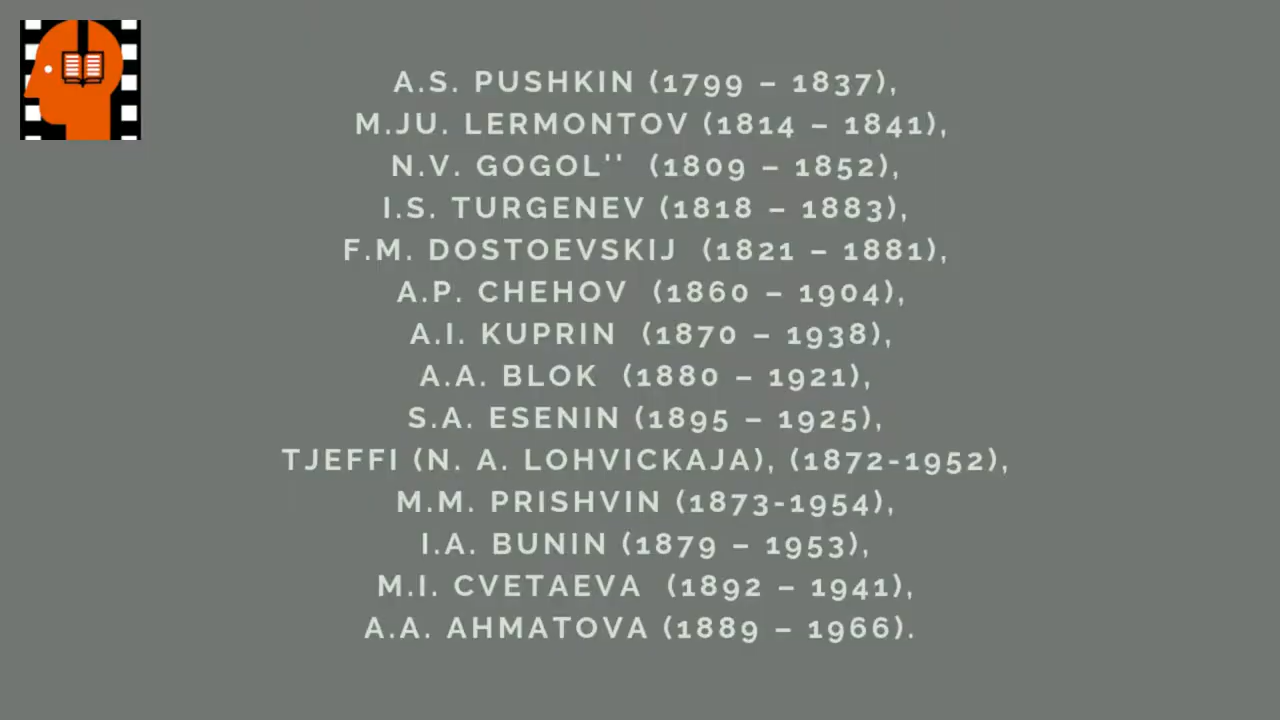 A.S. PUSHKIN (1799 – 1837),
M.JU. LERMONTOV (1814 – 1841),
N.V. GOGOL'' (1809 – 1852),
I.S. TURGENEV (1818 – 1883),
F.M. DOSTOEVSKIJ (1821 – 1881),
A.P. CHEHOV (1860 – 1904),
A.I. KUPRIN (1870 – 1938),
A.A. BLOK (1880 – 1921),
S.A. ESENIN (1895 – 1925),
TJEFFI (N. A. LOHVICKAJA), (1872-1952),
M.M. PRISHVIN (1873-1954),
I.A. BUNIN (1879 – 1953),
M.I. CVETAEVA (1892 – 1941),
A.A. AHMATOVA (1889 – 1966).